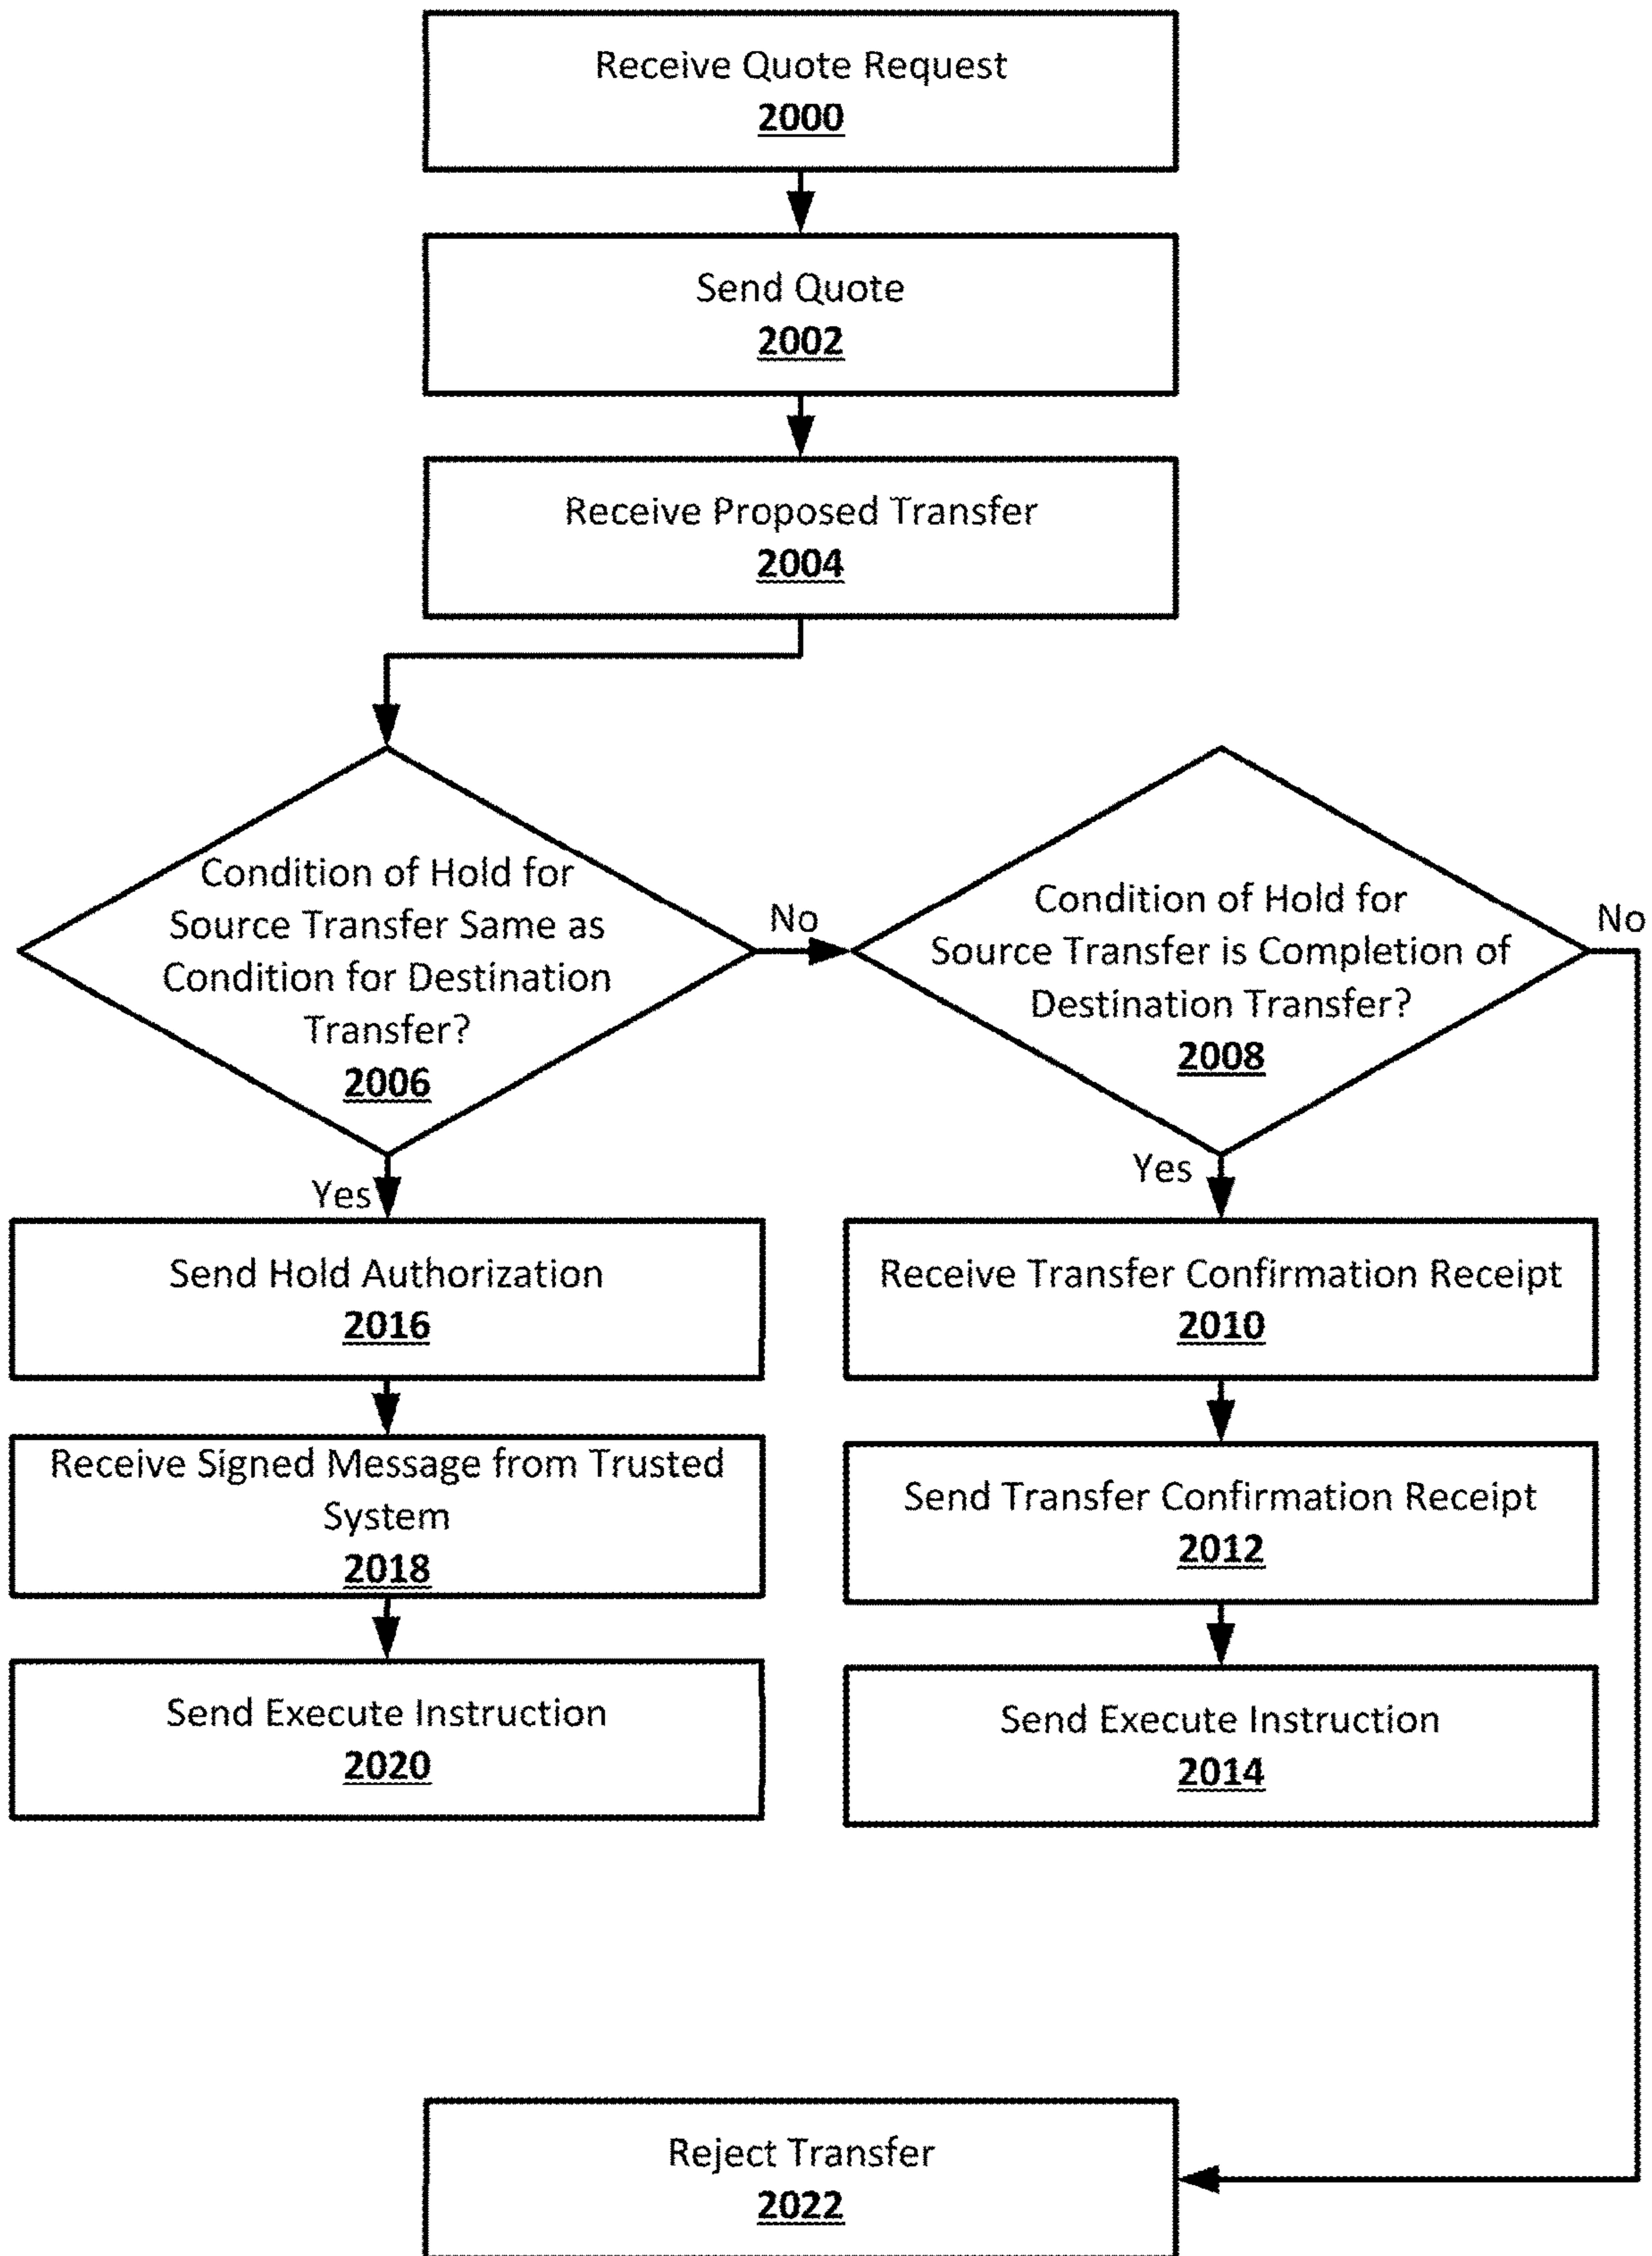 Receive Quote Request
2000
Send Quote
2002
Receive Proposed Transfer
2004
Condition of Hold for
Source Transfer Same as
Condition for Destination
Transfer?
2006
No
Condition of Hold for
Source Transfer is Completion of
Destination Transfer?
2008
No
Yes
Send Hold Authorization
2016
Receive Signed Message from Trusted
System
2018
Send Execute Instruction
2020
Yes
Receive Transfer Confirmation Receipt
2010
Send Transfer Confirmation Receipt
2012
Send Execute Instruction
2014
Reject Transfer
2022